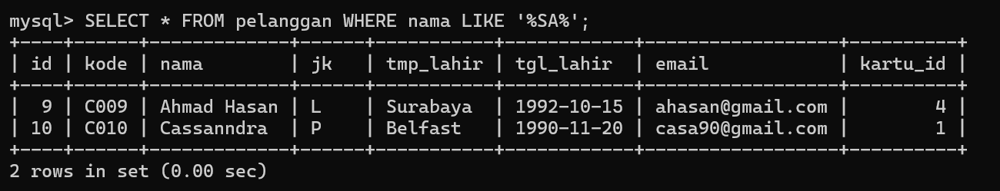 mysql> SELECT * FROM pelanggan WHERE nama LIKE '%SA%';
+----+------+-------------+------+-----------+------------+------------------+----------+
| id | kode | nama        | jk   | tmp_lahir | tgl_lahir  | email            | kartu_id |
+----+------+-------------+------+-----------+------------+------------------+----------+
|  9 | C009 | Ahmad Hasan | L    | Surabaya  | 1992-10-15 | ahasan@gmail.com |        4 |
| 10 | C010 | Cassanndra  | P    | Belfast   | 1990-11-20 | casa90@gmail.com |        1 |
+----+------+-------------+------+-----------+------------+------------------+----------+
2 rows in set (0.00 sec)